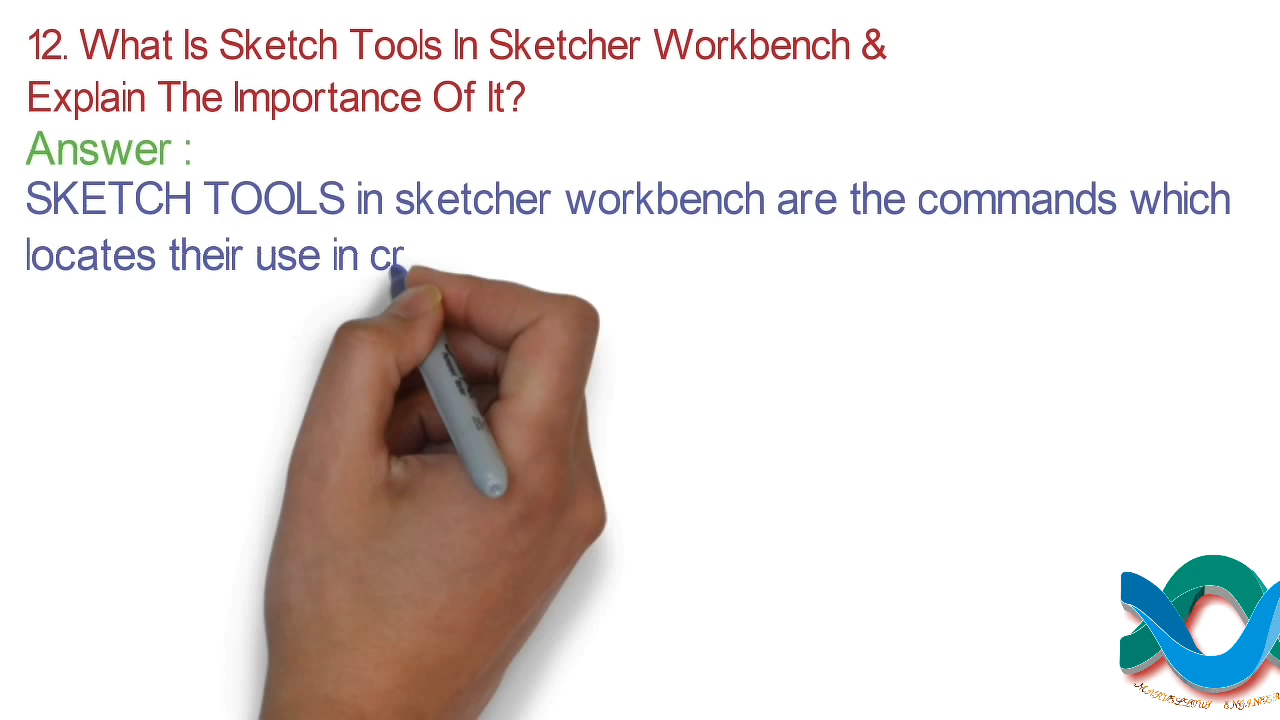 12. What Is Sketch Tools In Sketcher Workbench &
Explain The Importance Of It?
Answer :
SKETCH TOOLS in sketcher workbench are the commands which
locates their use in cr